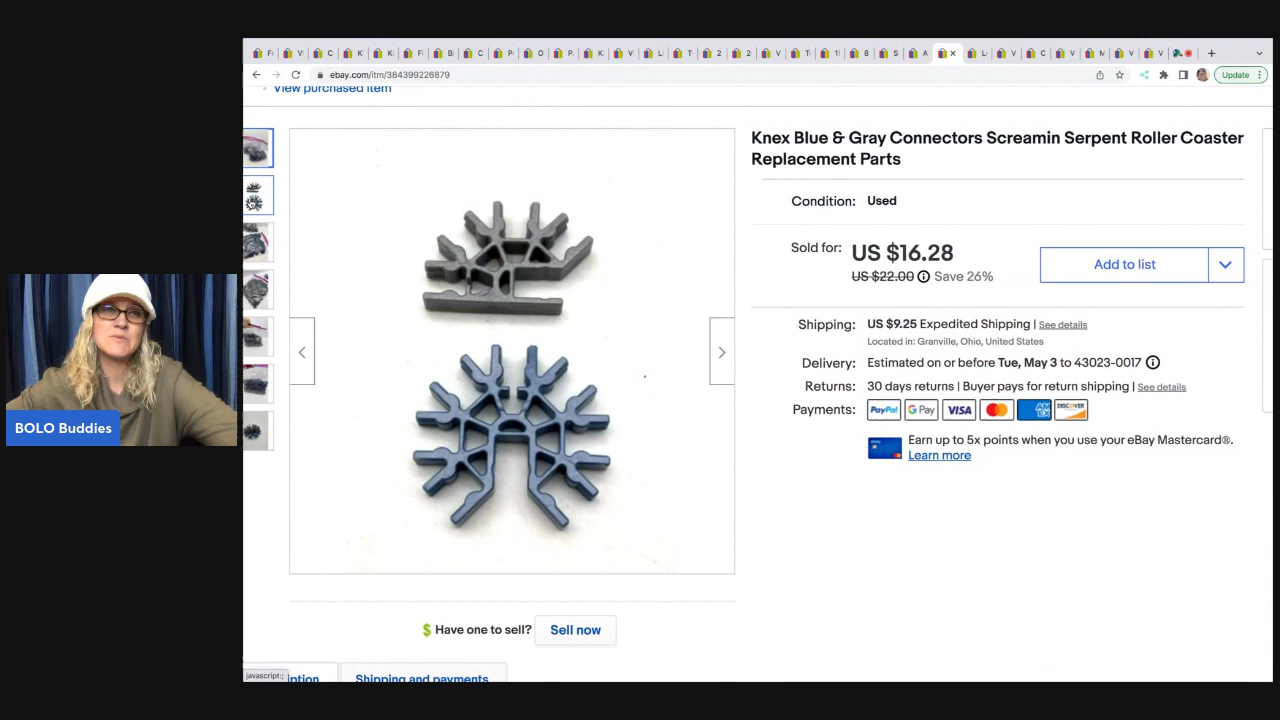 Update
ebay.com/itm/384399226879
View purchased item
Knex Blue & Gray Connectors Screamin Serpent Roller Coaster
Replacement Parts
Condition: Used
Sold for: US $16.28
US $22.00 Save 26%
Add to list
Shipping: US $9.25 Expedited Shipping | See details
Located in: Granville, Ohio, United States
Delivery: Estimated on or before Tue, May 3 to 43023-0017
Returns: 30 days returns | Buyer pays for return shipping | See details
Payments: PayPal G Pay VISA DISCOVER
Earn up to 5x points when you use your eBay Mastercard®.
Learn more
BOLO Buddies
Have one to sell? Sell now
javascript:;
Shipping and payments